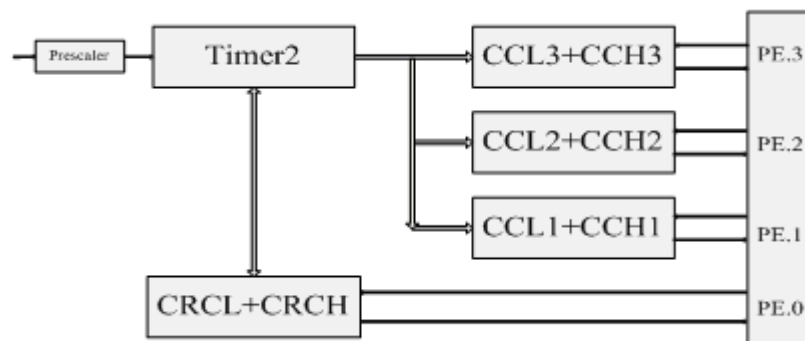 Prescaler
Timer2
CCL3+CCH3
PE.3
CCL2+CCH2
PE.2
CCL1+CCH1
PE.1
CRCL+CRCH
PE.0